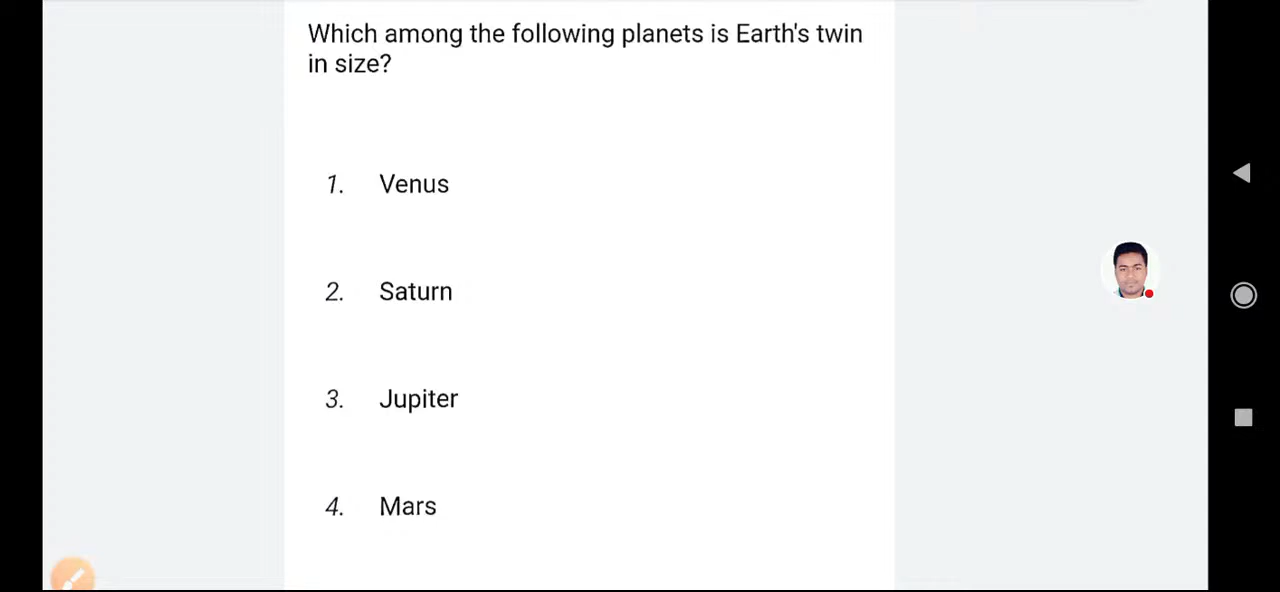 Which among the following planets is Earth's twin
in size?
1. Venus
2. Saturn
3. Jupiter
4. Mars